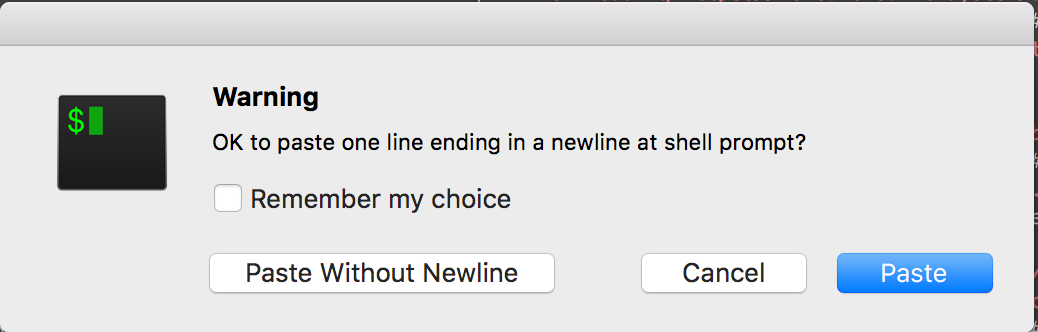 $
Warning
OK to paste one line ending in a newline at shell prompt?
Remember my choice
Paste Without Newline
Cancel
Paste